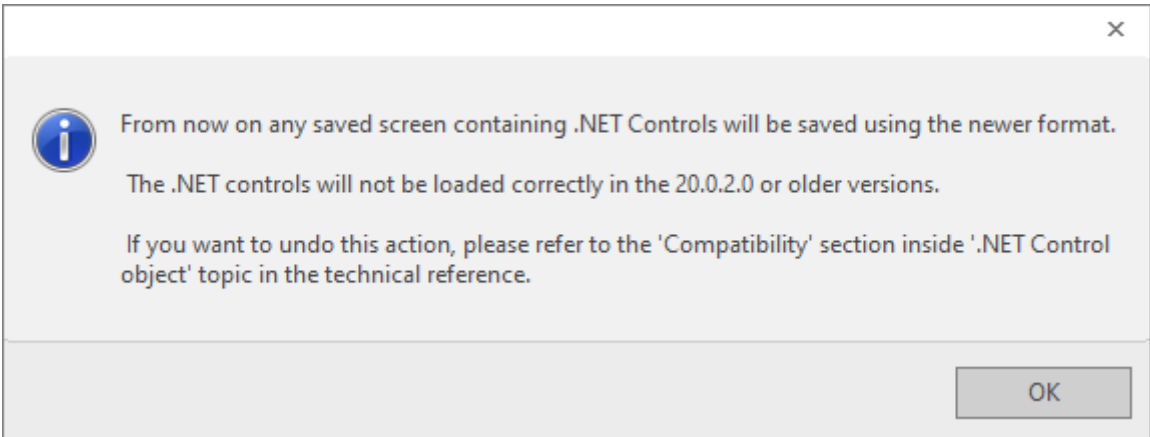 From now on any saved screen containing .NET Controls will be saved using the newer format.
The .NET controls will not be loaded correctly in the 20.0.2.0 or older versions.
If you want to undo this action, please refer to the 'Compatibility' section inside '.NET Control
object' topic in the technical reference.
OK